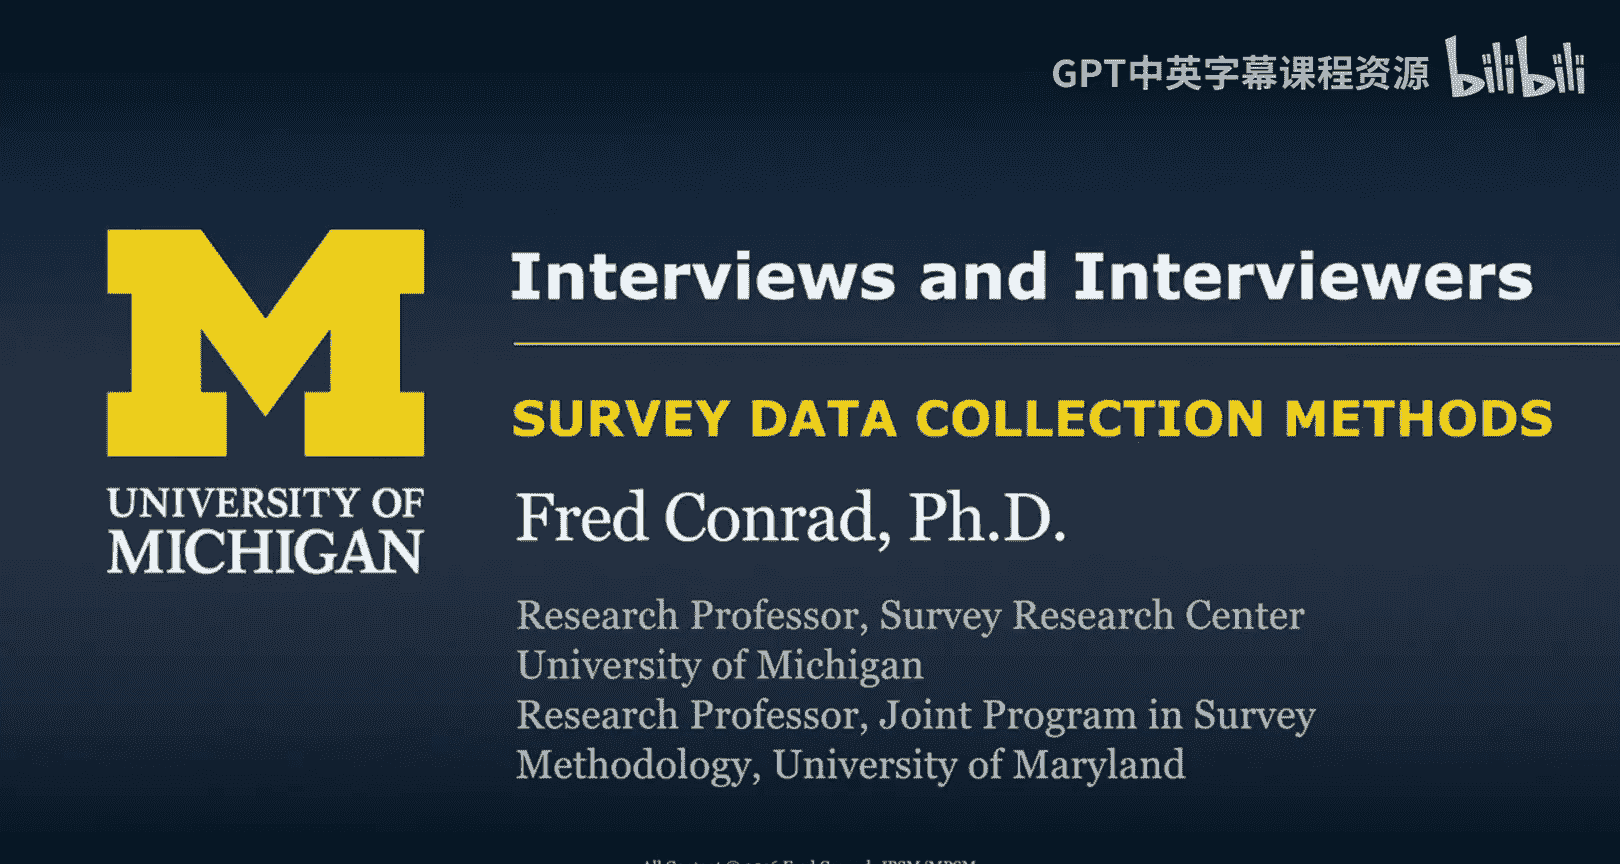 GPT中英字幕课程资源 bilibili
Interviews and Interviewers
SURVEY DATA COLLECTION METHODS
Fred Conrad, Ph.D.
UNIVERSITY OF
MICHIGAN
Research Professor, Survey Research Center
University of Michigan
Research Professor, Joint Program in Survey
Methodology, University of Maryland